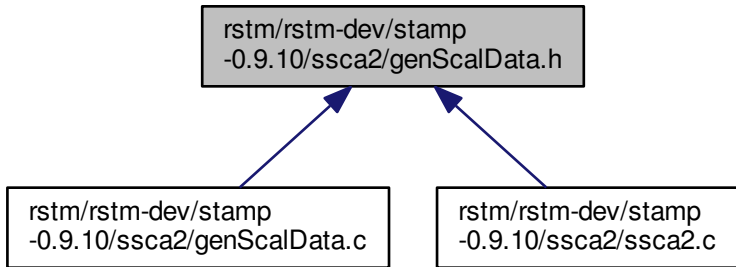 rstm/rstm-dev/stamp
-0.9.10/ssca2/genScalData.h
rstm/rstm-dev/stamp
-0.9.10/ssca2/genScalData.c
rstm/rstm-dev/stamp
-0.9.10/ssca2/ssca2.c